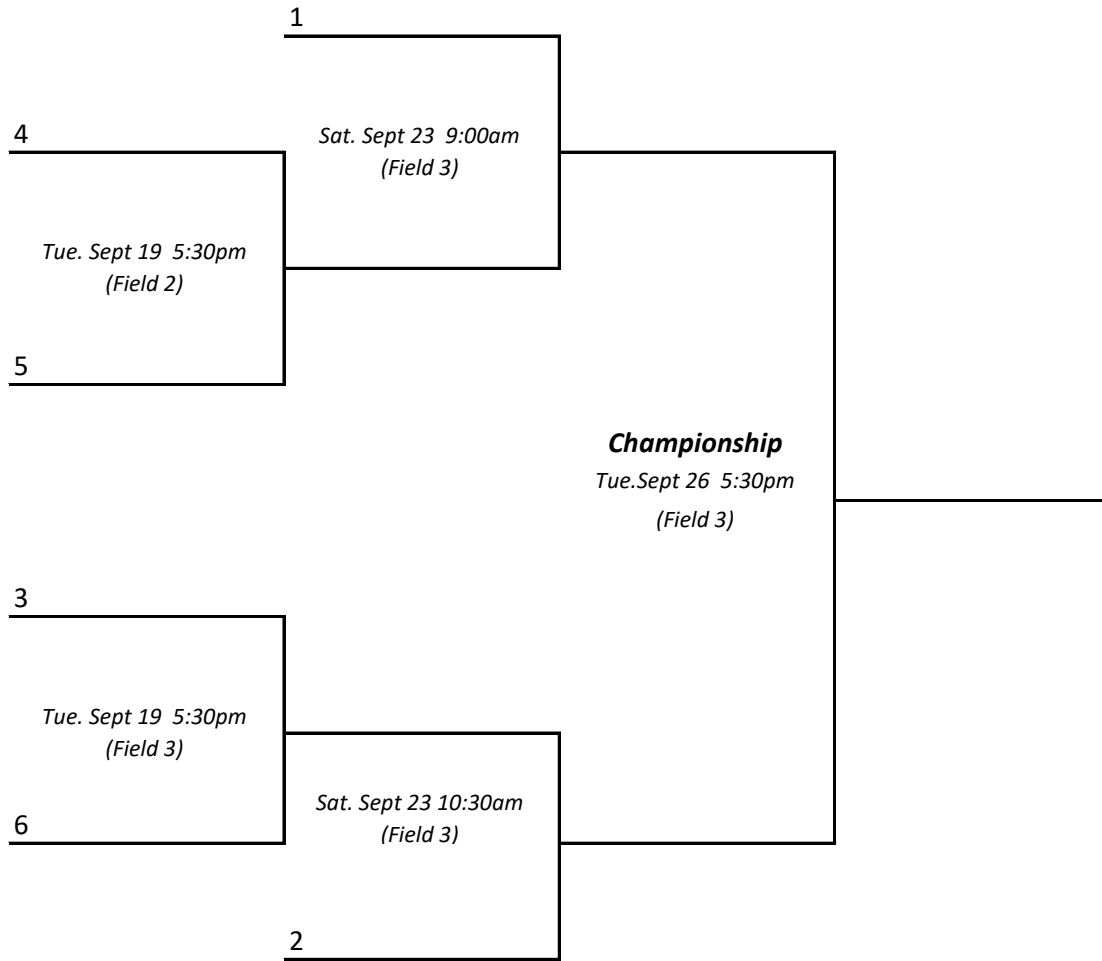 1
4
Sat. Sept 23  9:00am
(Field 3)
Tue. Sept 19  5:30pm
(Field 2)
5
Championship
Tue.Sept 26  5:30pm
(Field 3)
3
Tue. Sept 19  5:30pm
(Field 3)
6
Sat. Sept 23 10:30am
(Field 3)
2